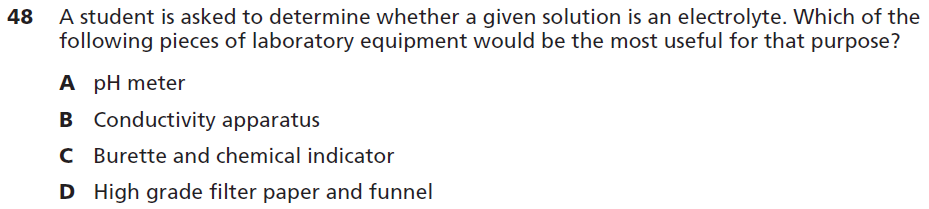 48 A student is asked to determine whether a given solution is an electrolyte. Which of the
following pieces of laboratory equipment would be the most useful for that purpose?
A pH meter
B Conductivity apparatus
C Burette and chemical indicator
D High grade filter paper and funnel